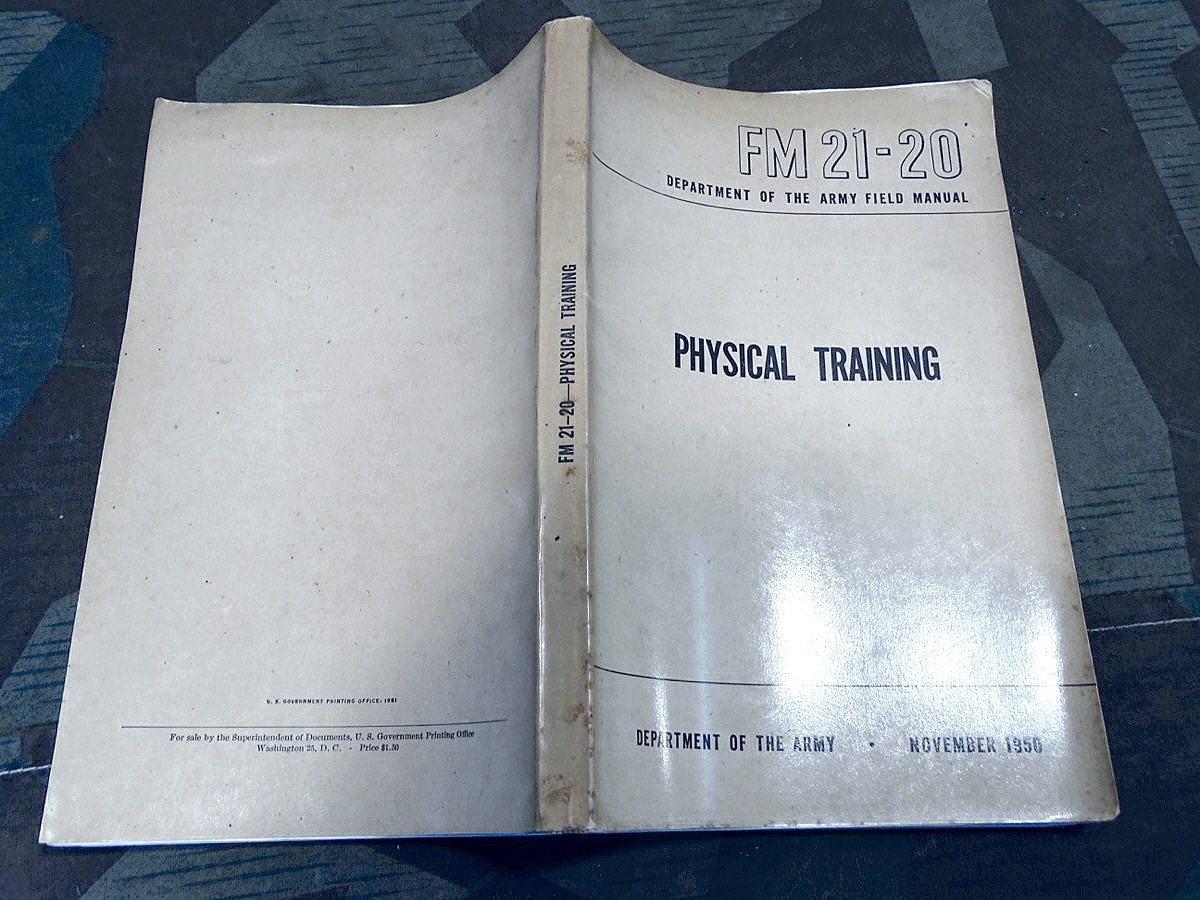 FM 21-20
DEPARTMENT OF THE ARMY FIELD MANUAL
PHYSICAL TRAINING
DEPARTMENT OF THE ARMY • NOVEMBER 1950
FM 21–20—PHYSICAL TRAINING
U. S. GOVERNMENT PRINTING OFFICE: 1951
For sale by the Superintendent of Documents, U. S. Government Printing Office
Washington 25, D. C. - Price $1.50